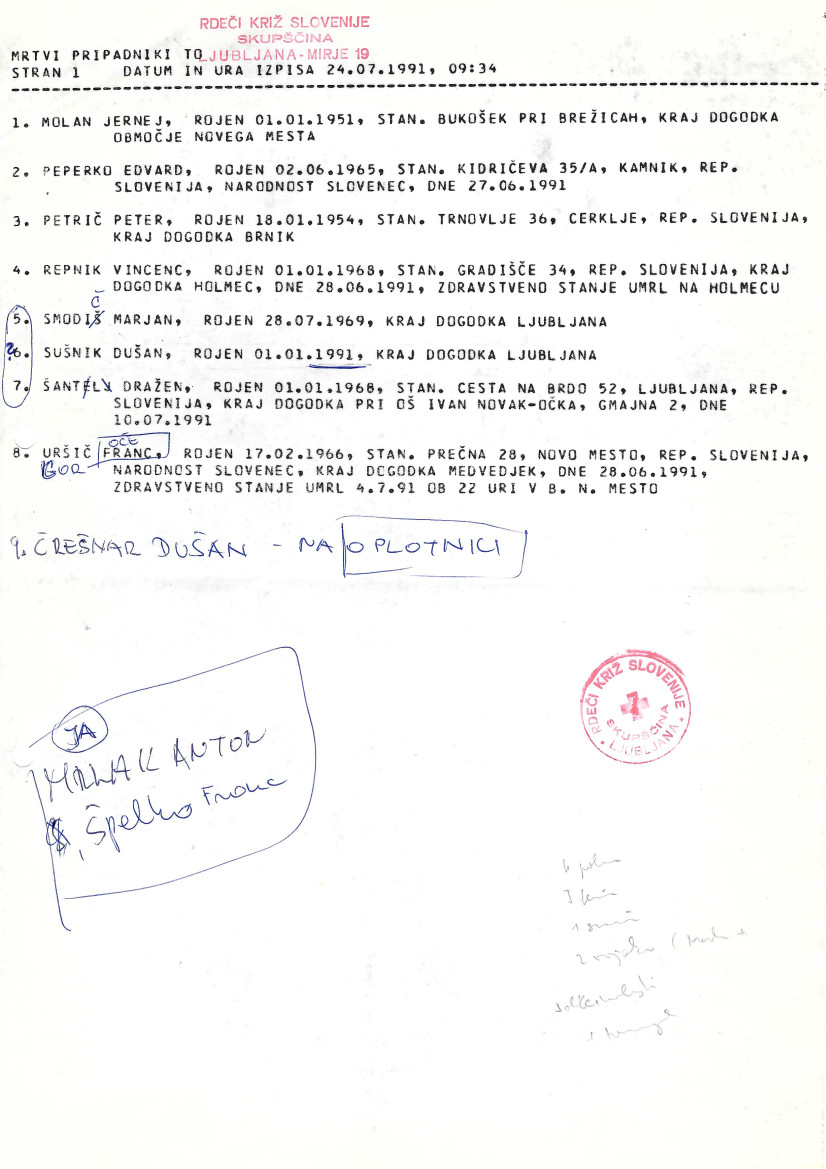 RDEČI KRIŽ SLOVENIJE
SKUPŠČINA
LJUBLJANA-MIRJE 19
MRTVI PRIPADNIKI TO
STRAN 1 DATUM IN URA IZPISA 24.07.1991, 09:34
1. MOLAN JERNEJ, ROJEN 01.01.1951, STAN. BUKOŠEK PRI BREŽICAH, KRAJ DOGODKA
OBMOČJE NOVEGA MESTA
2. PEPERKO EDVARD, ROJEN 02.06.1965, STAN. KIDRIČEVA 35/A, KAMNIK, REP.
SLOVENIJA, NARODNOST SLOVENEC, DNE 27.06.1991
3. PETRIČ PETER, ROJEN 18.01.1954, STAN. TRNOVLJE 36, CERKLJE, REP. SLOVENIJA,
KRAJ DOGODKA BRNIK
4. REPNIK VINCENC, ROJEN 01.01.1968, STAN. GRADIŠČE 34, REP. SLOVENIJA, KRAJ
DOGODKA HOLMEC, DNE 28.06.1991, ZDRAVSTVENO STANJE UMRL NA HOLMECU
Č
5. SMODIŠ MARJAN, ROJEN 28.07.1969, KRAJ DOGODKA LJUBLJANA
?6. SUŠNIK DUŠAN, ROJEN 01.01.1991, KRAJ DOGODKA LJUBLJANA
7. ŠANTELJ DRAŽEN, ROJEN 01.01.1968, STAN. CESTA NA BRDO 52, LJUBLJANA, REP.
SLOVENIJA, KRAJ DOGODKA PRI OŠ IVAN NOVAK-OČKA, GMAJNA 2, DNE
10.07.1991
OČE
8. URŠIČ FRANC, ROJEN 17.02.1966, STAN. PREČNA 28, NOVO MESTO, REP. SLOVENIJA,
IGOR NARODNOST SLOVENEC, KRAJ DOGODKA MEDVEDJEK, DNE 28.06.1991,
ZDRAVSTVENO STANJE UMRL 4.7.91 OB 22 URI V B. N. MESTO
9. ČREŠNAR DUŠAN - NA OPLOTNICI
RDEČI KRIŽ SLOVENIJE
SKUPŠČINA
LJUBLJANA
JA
MRLAK ANTON
Špelko Franc